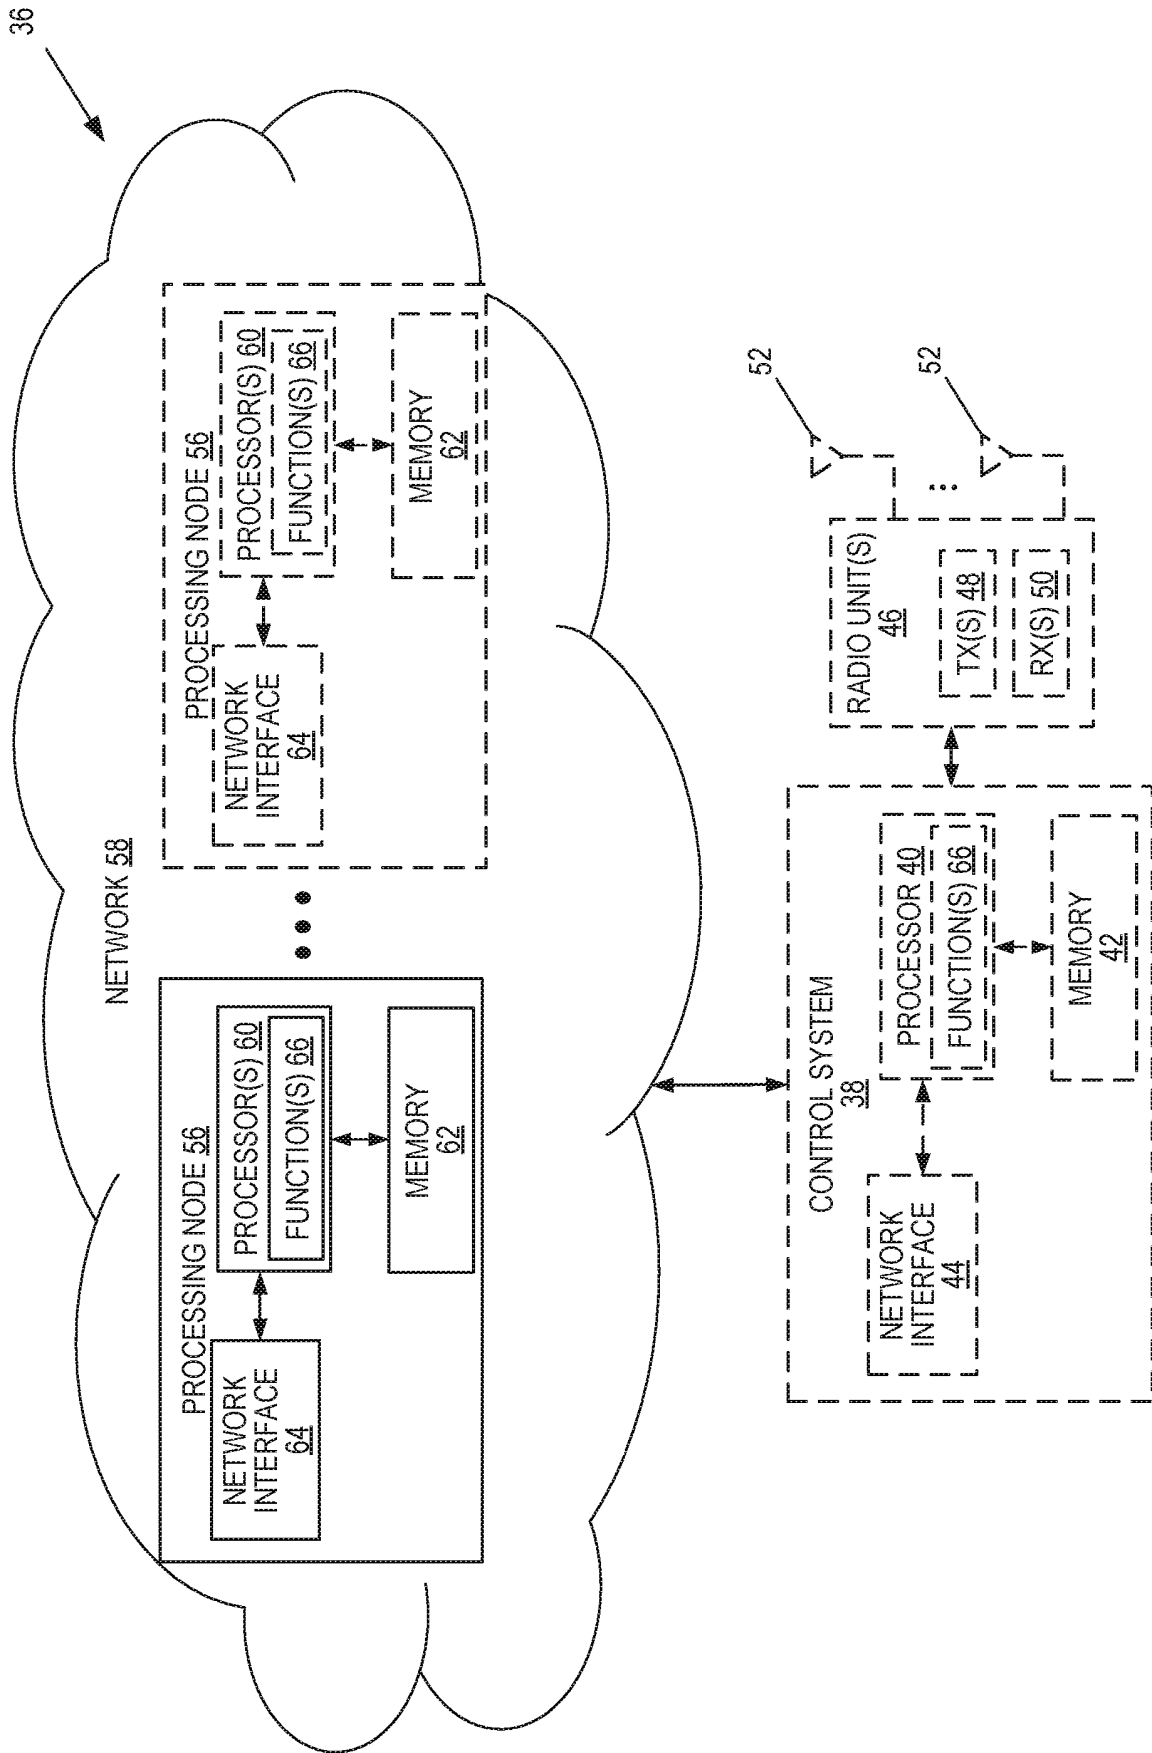 36
NETWORK 58
PROCESSING NODE 56
NETWORK
INTERFACE
64
PROCESSOR(S) 60
FUNCTION(S) 66
MEMORY
62
PROCESSING NODE 56
NETWORK
INTERFACE
64
PROCESSOR(S) 60
FUNCTION(S) 66
MEMORY
62
CONTROL SYSTEM
38
NETWORK
INTERFACE
44
PROCESSOR 40
FUNCTION(S) 66
MEMORY
42
RADIO UNIT(S)
46
TX(S) 48
RX(S) 50
52
52